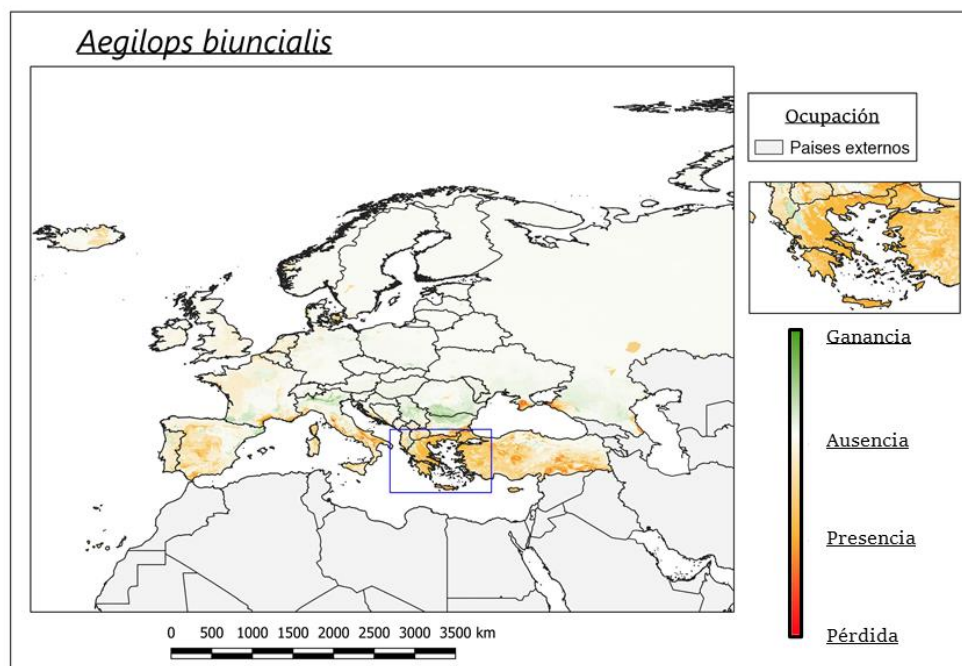 Aegilops biuncialis
Ocupación
Paises externos
Ganancia
Ausencia
Presencia
Pérdida
0 500 1000 1500 2000 2500 3000 3500 km